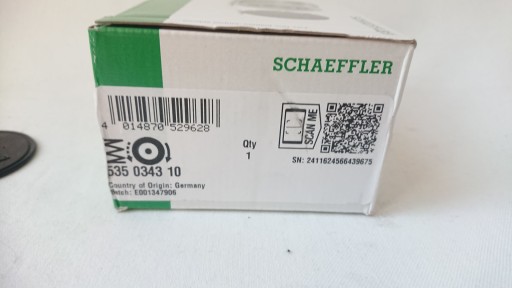 SCHAEFFLER
4 014870 529628
SCAN ME
Qty
1
535 0343 10
SN: 2411624566439675
Country of Origin: Germany
Batch: E001347906